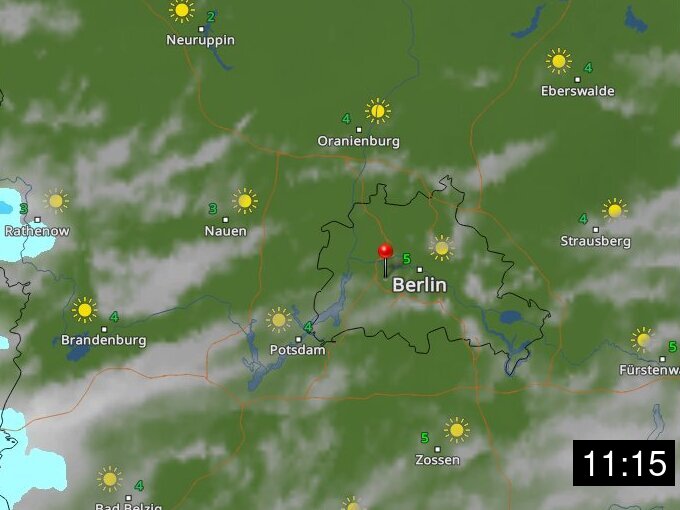 2
Neuruppin
4
Eberswalde
4
Oranienburg
3
Rathenow
3
Nauen
4
Strausberg
5
Berlin
4
Brandenburg
4
Potsdam
5
Fürstenwa
5
Zossen
11:15
4
Bad Belzig